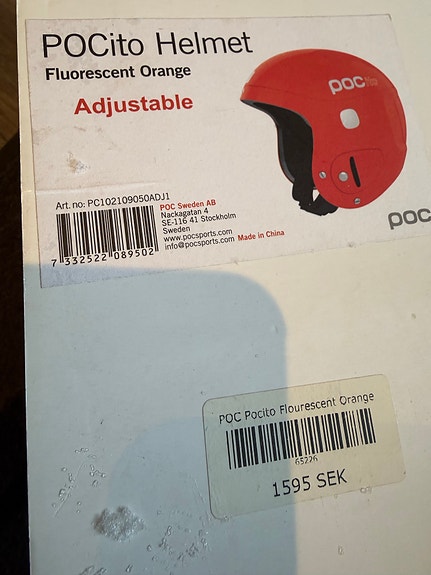 POCito Helmet
Fluorescent Orange
Adjustable
POC
Art. no: PC102109050ADJ1
7 332522 089502
POC Sweden AB
Nackagatan 4
SE-116 41 Stockholm
Sweden
www.pocsports.com
info@pocsports.com Made in China
POC
POC Pocito Flourescent Orange
65226
1595 SEK